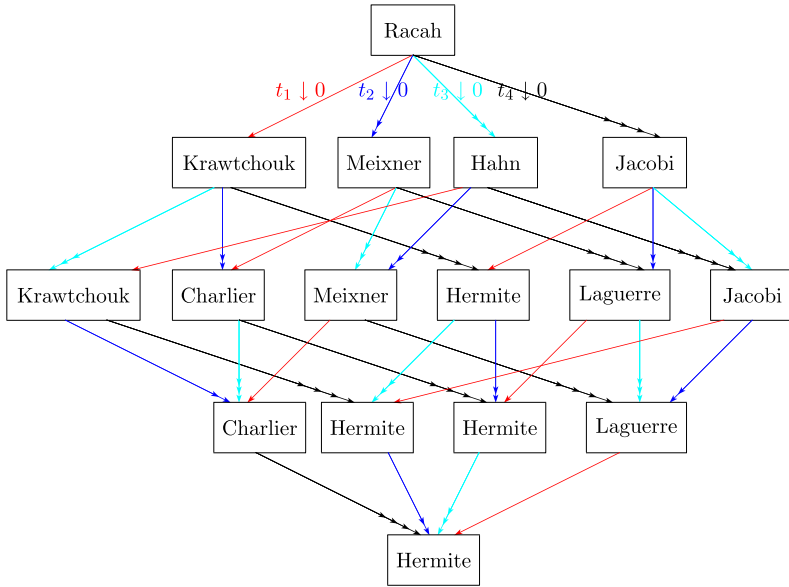 Racah
t₁ ↓ 0 t₂ ↓ 0 t₃ ↓ 0 t₄ ↓ 0
Krawtchouk Meixner Hahn Jacobi
Krawtchouk Charlier Meixner Hermite Laguerre Jacobi
Charlier Hermite Hermite Laguerre
Hermite